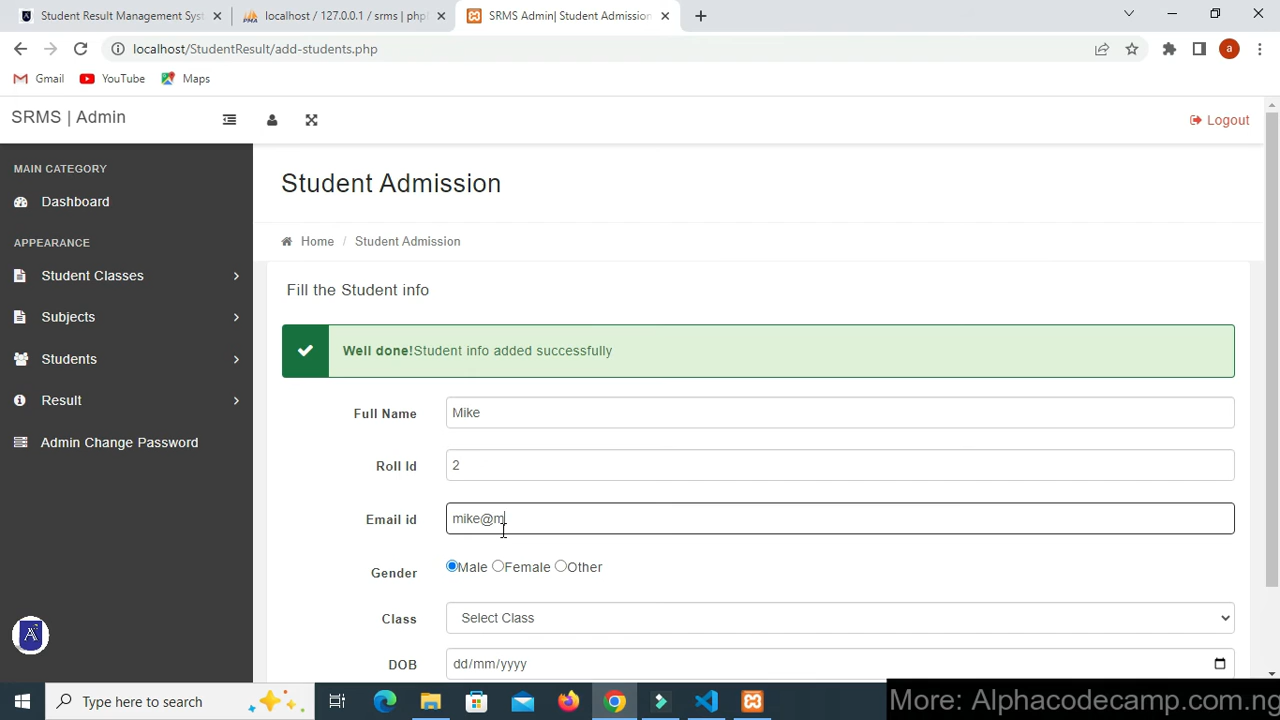 Student Result Management Syst
localhost / 127.0.0.1 / srms | php
SRMS Admin| Student Admission
localhost/StudentResult/add-students.php
a
Gmail
YouTube
Maps
SRMS | Admin
Logout
MAIN CATEGORY
Dashboard
APPEARANCE
Student Classes
Subjects
Students
Result
Admin Change Password
Student Admission
Home / Student Admission
Fill the Student info
Well done!Student info added successfully
Full Name
Mike
Roll Id
2
Email id
mike@m
Gender
Male Female Other
Class
Select Class
DOB
dd/mm/yyyy
Type here to search
More: Alphacodecamp.com.ng